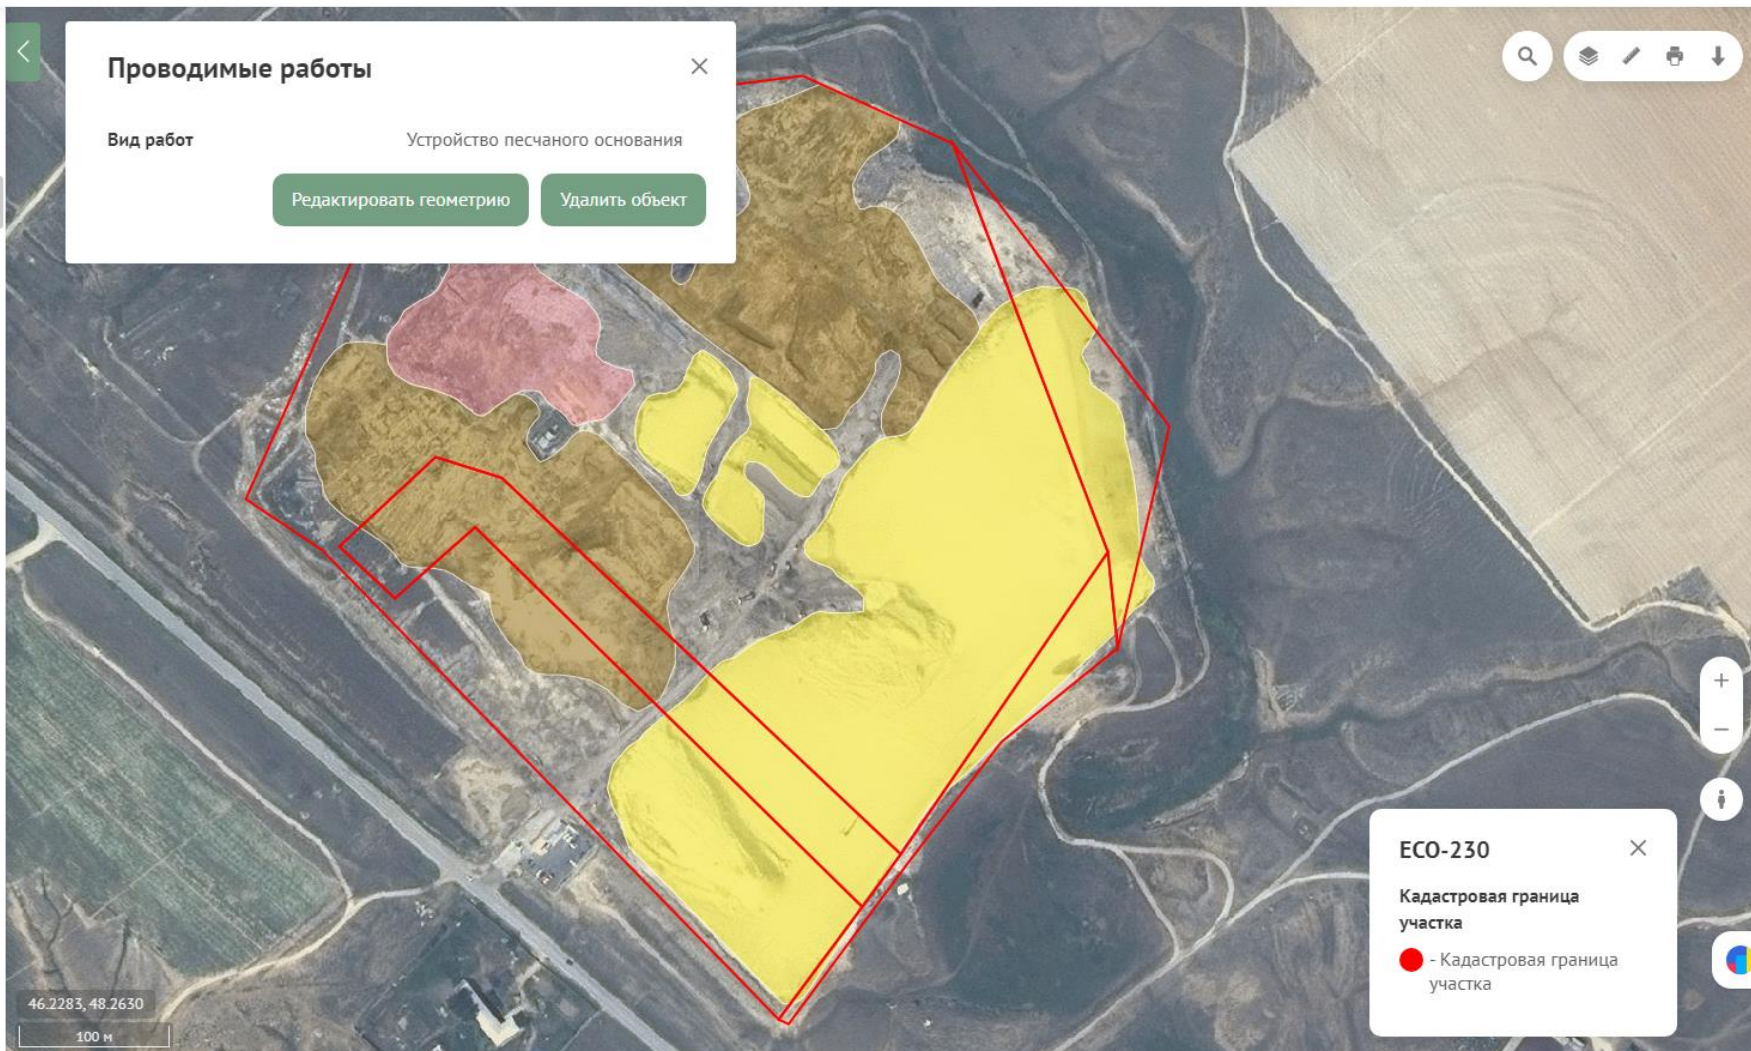 Проводимые работы
Вид работ Устройство песчаного основания
Редактировать геометрию Удалить объект
ECO-230
Кадастровая граница
участка
- Кадастровая граница
участка
46.2283, 48.2630
100 м